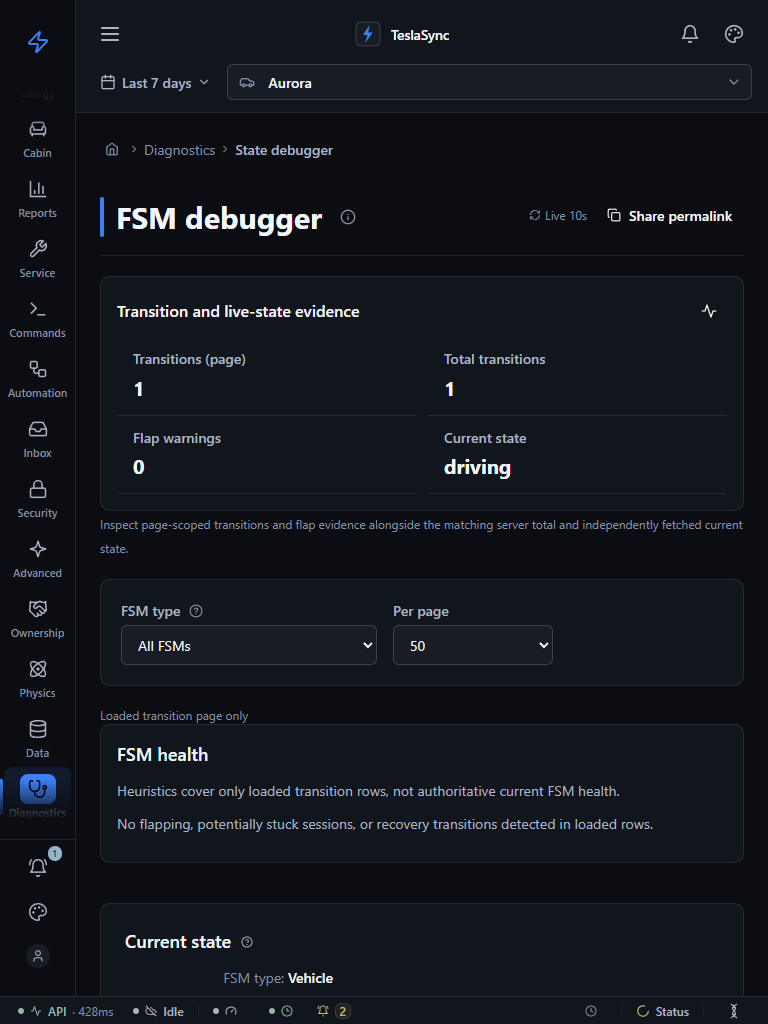 TeslaSync
Last 7 days
Aurora
Energy
Cabin
Reports
Service
Commands
Automation
Inbox
Security
Advanced
Ownership
Physics
Data
Diagnostics
1
Diagnostics
State debugger
FSM debugger
Live 10s
Share permalink
Transition and live-state evidence
Transitions (page)
1
Total transitions
1
Flap warnings
0
Current state
driving
Inspect page-scoped transitions and flap evidence alongside the matching server total and independently fetched current
state.
FSM type
Per page
All FSMs
50
Loaded transition page only
FSM health
Heuristics cover only loaded transition rows, not authoritative current FSM health.
No flapping, potentially stuck sessions, or recovery transitions detected in loaded rows.
Current state
FSM type: Vehicle
API · 428ms
Idle
2
Status